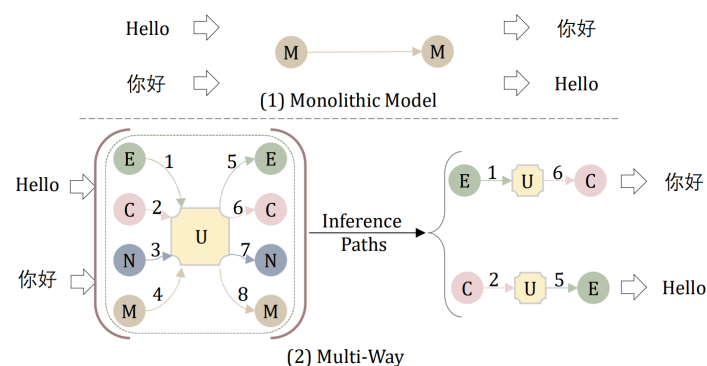 Hello
你好
M
M
你好
Hello
(1) Monolithic Model
Hello
你好
E
1
5
E
C
2
6
C
U
N
3
7
N
M
4
8
M
Inference
Paths
E
1
U
6
C
你好
C
2
U
5
E
Hello
(2) Multi-Way